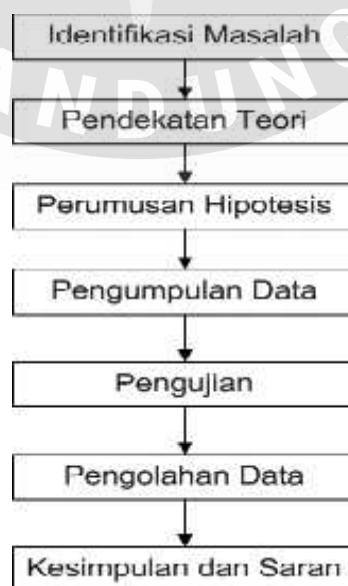 Identifikasi Masalah
Pendekatan Teori
Perumusan Hipotesis
Pengumpulan Data
Pengujian
Pengolahan Data
Kesimpulan dan Saran